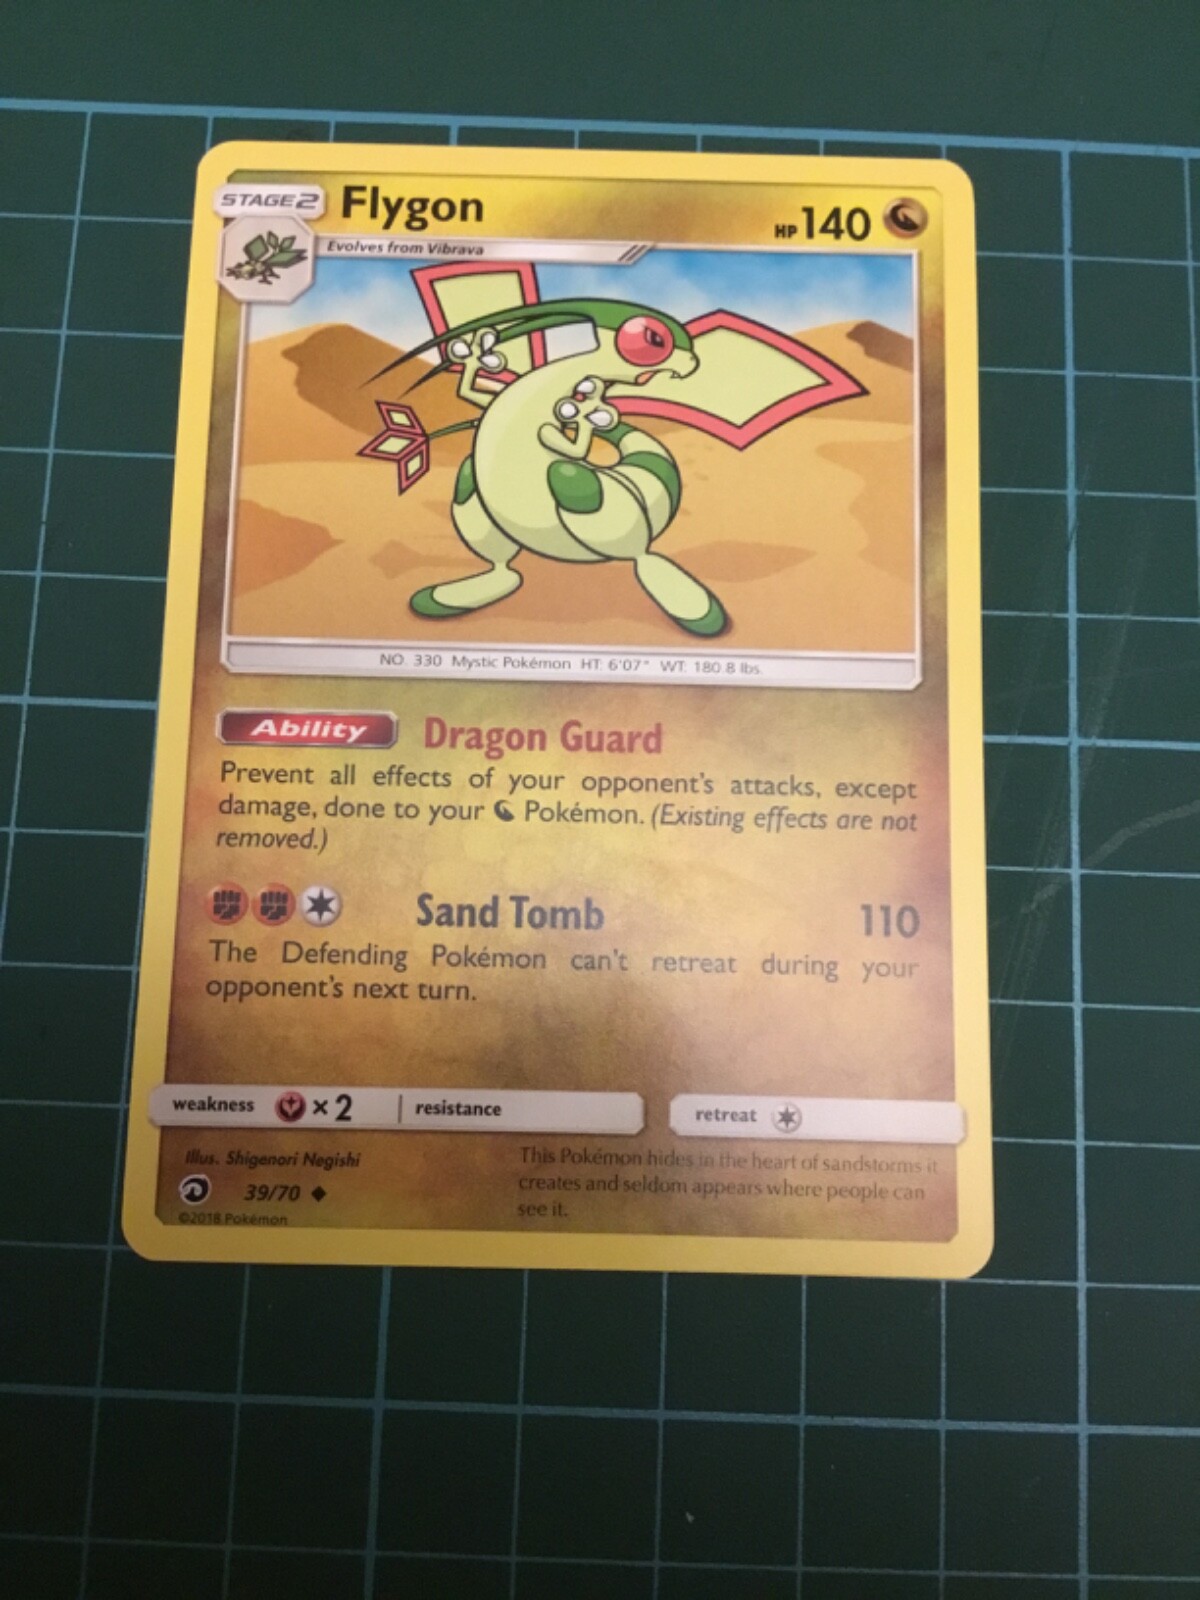 STAGE 2 Flygon HP 140
Evolves from Vibrava
NO. 330 Mystic Pokémon HT: 6'07" WT: 180.8 lbs.
Ability Dragon Guard
Prevent all effects of your opponent's attacks, except
damage, done to your Pokémon. (Existing effects are not
removed.)
Sand Tomb 110
The Defending Pokémon can't retreat during your
opponent's next turn.
weakness × 2 resistance retreat
Illus. Shigenori Negishi
39/70
©2018 Pokémon
This Pokémon hides in the heart of sandstorms it
creates and seldom appears where people can
see it.